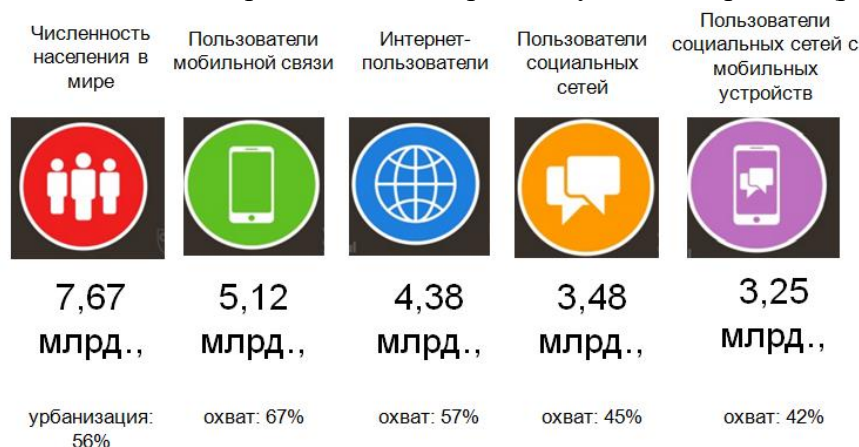 Численность
населения в
мире
Пользователи
мобильной связи
Интернет-
пользователи
Пользователи
социальных
сетей
Пользователи
социальных сетей с
мобильных
устройств
7,67
млрд.,
5,12
млрд.,
4,38
млрд.,
3,48
млрд.,
3,25
млрд.,
урбанизация:
56%
охват: 67%
охват: 57%
охват: 45%
охват: 42%